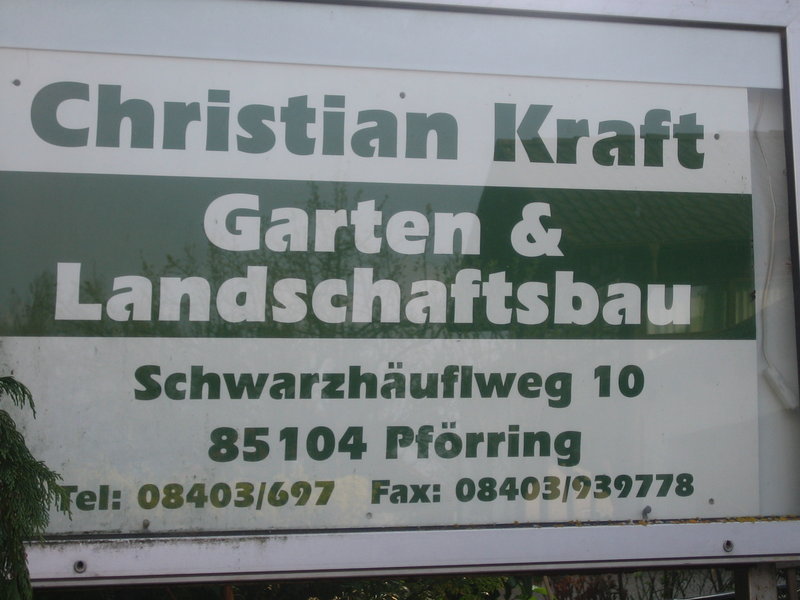 Christian Kraft
Garten &
Landschaftsbau
Schwarzhäuflweg 10
85104 Pförring
Tel: 08403/697 Fax: 08403/939778